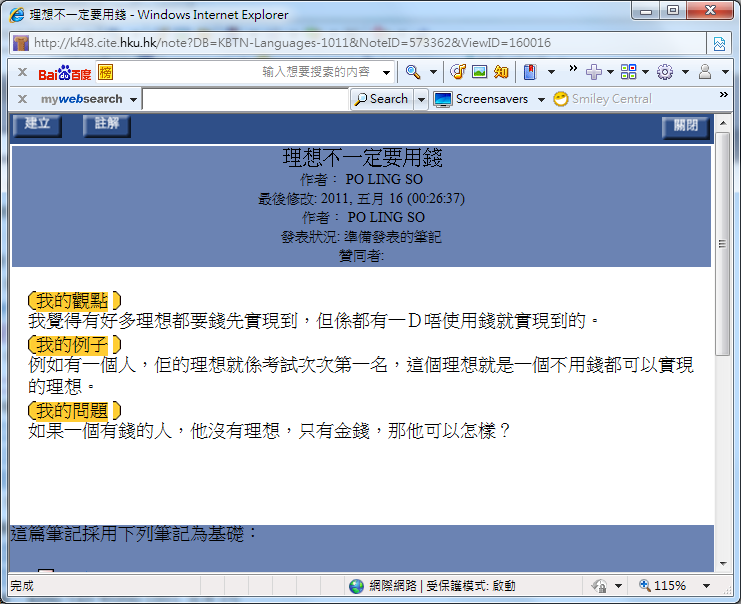 理想不一定要用錢 - Windows Internet Explorer
http://kf48.cite.hku.hk/note?DB=KBTN-Languages-1011&NoteID=573362&ViewID=160016
Bai百度 榜 输入想要搜索的内容 知
mywebsearch Search Screensavers Smiley Central
建立 註解 關閉
理想不一定要用錢
作者： PO LING SO
最後修改: 2011, 五月 16 (00:26:37)
作者： PO LING SO
發表狀況: 準備發表的筆記
贊同者:
(我的觀點 )
我覺得有好多理想都要錢先實現到，但係都有一Ｄ唔使用錢就實現到的。
(我的例子 )
例如有一個人，佢的理想就係考試次次第一名，這個理想就是一個不用錢都可以實現
的理想。
(我的問題 )
如果一個有錢的人，他沒有理想，只有金錢，那他可以怎樣？
這篇筆記採用下列筆記為基礎：
完成 網際網路 | 受保護模式: 啟動 115%